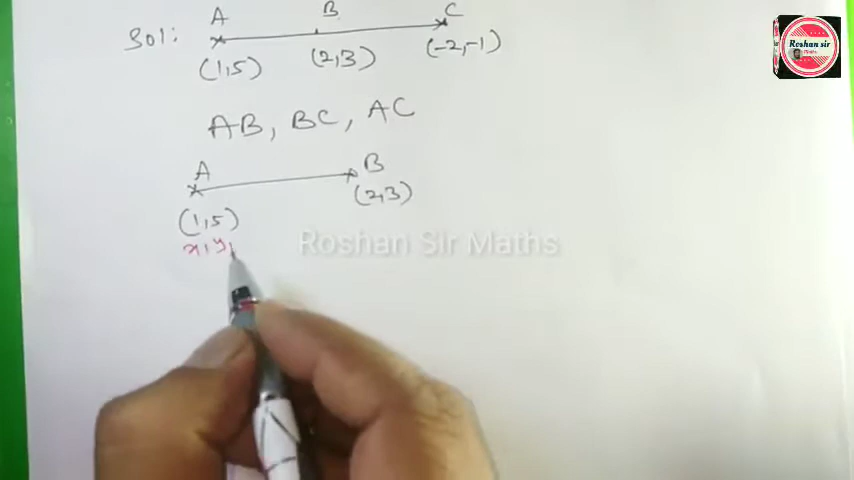 Sol: A B C
(1,5) (2,3) (-2,-1)
AB, BC, AC
A B
(1,5) (2,3)
x1 y1
Roshan Sir Maths
Roshan sir
Maths